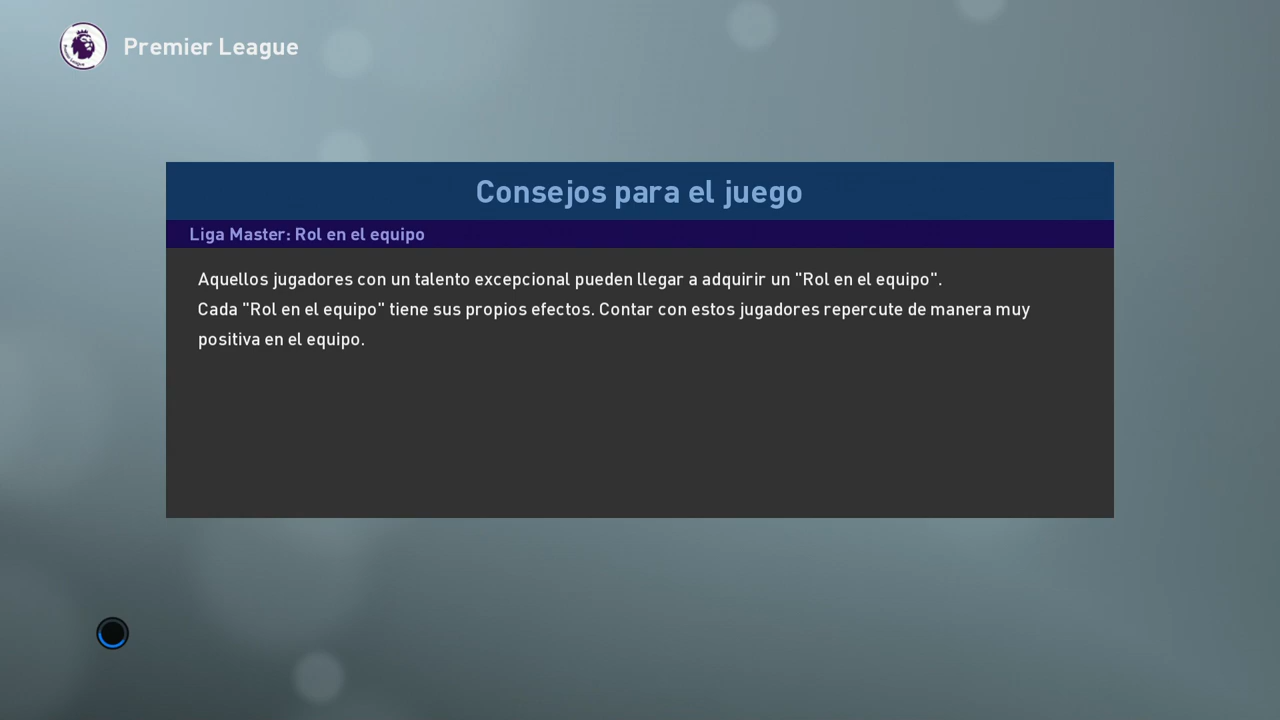 Premier League
Consejos para el juego
Liga Master: Rol en el equipo
Aquellos jugadores con un talento excepcional pueden llegar a adquirir un "Rol en el equipo".
Cada "Rol en el equipo" tiene sus propios efectos. Contar con estos jugadores repercute de manera muy
positiva en el equipo.